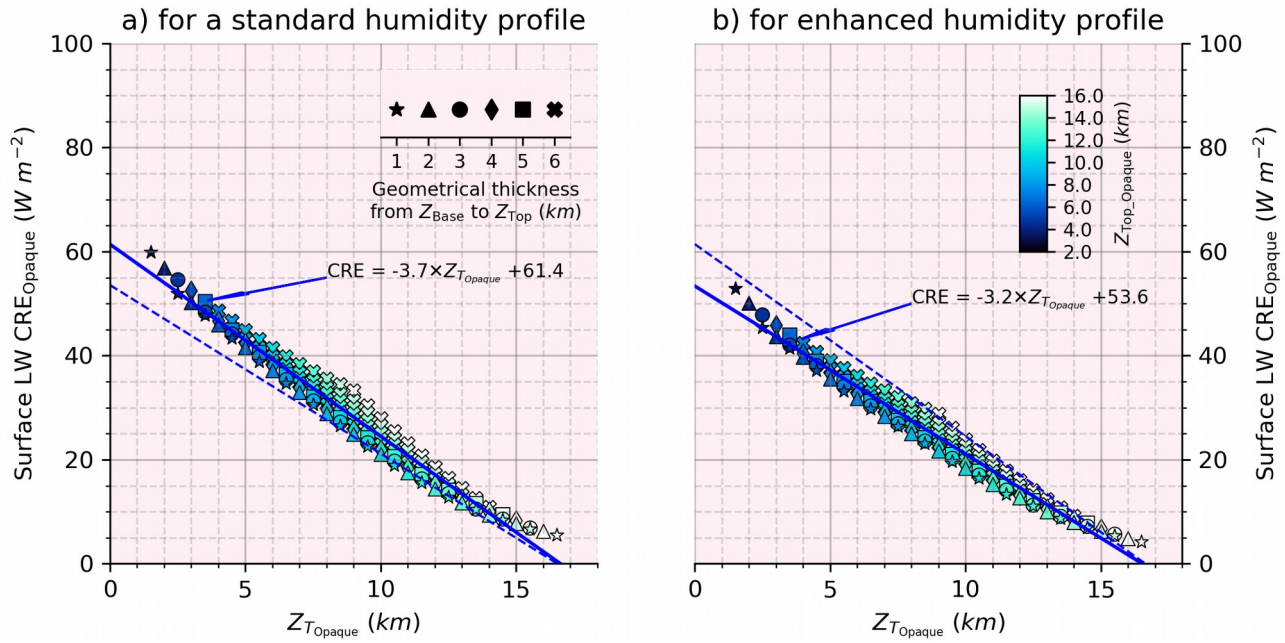 a) for a standard humidity profile
100
80
60
40
20
0
Surface LW CRE_Opaque (W m⁻²)
1 2 3 4 5 6
Geometrical thickness
from Z_Base to Z_Top (km)
CRE = -3.7×Z_T_Opaque +61.4
0 5 10 15
Z_T_Opaque (km)
b) for enhanced humidity profile
16.0
14.0
12.0
10.0
8.0
6.0
4.0
2.0
Z_Top_Opaque (km)
CRE = -3.2×Z_T_Opaque +53.6
100
80
60
40
20
0
Surface LW CRE_Opaque (W m⁻²)
0 5 10 15
Z_T_Opaque (km)